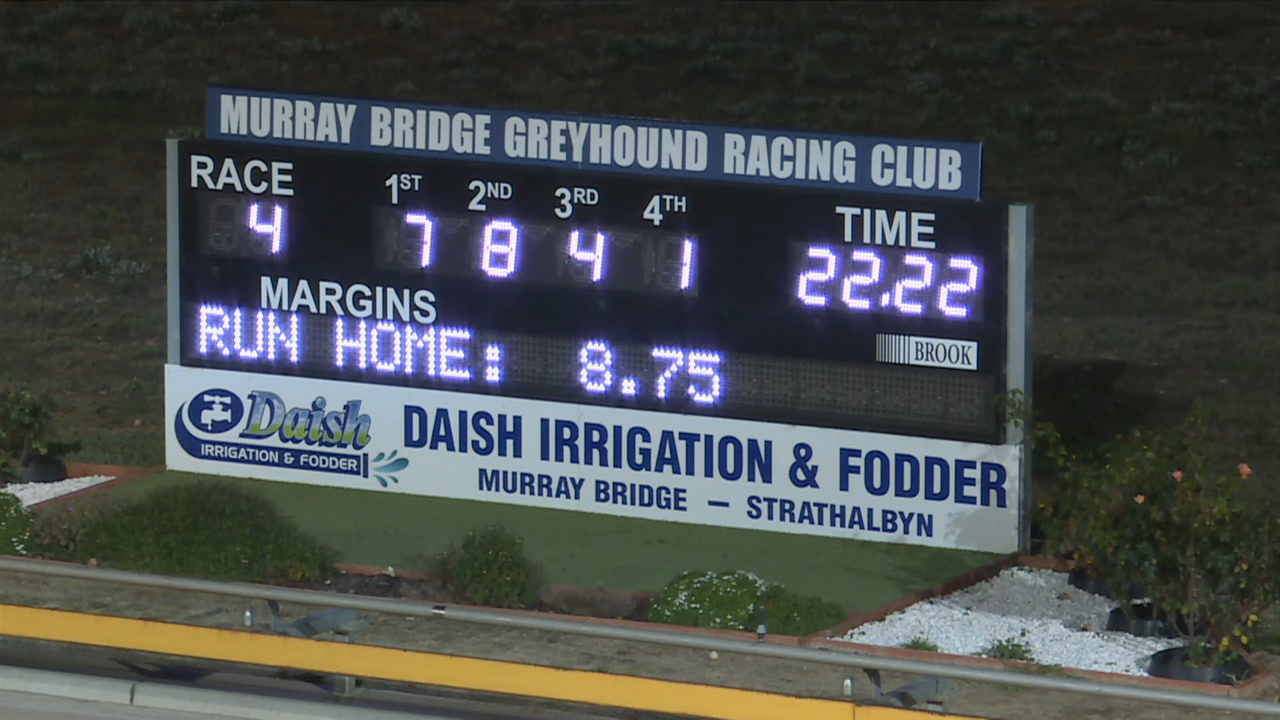 MURRAY BRIDGE GREYHOUND RACING CLUB
RACE 1ST 2ND 3RD 4TH TIME
4 7 8 4 1 22.22
MARGINS
RUN HOME: 8.75
BROOK
Daish
IRRIGATION & FODDER
DAISH IRRIGATION & FODDER
MURRAY BRIDGE – STRATHALBYN